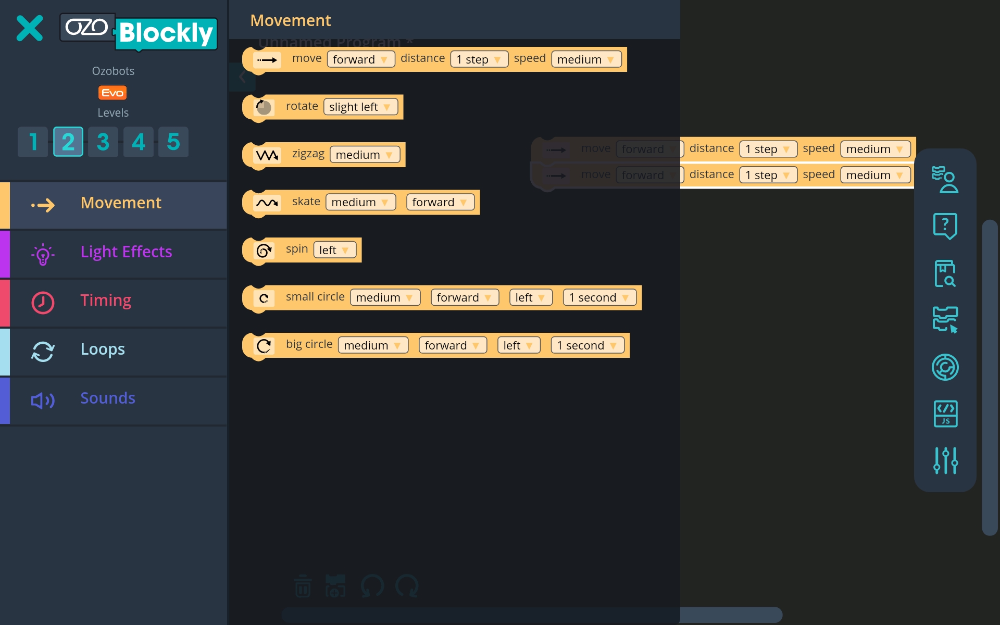 Movement
OZO Blockly
Unnamed Program *
Ozobots
Evo
Levels
1 2 3 4 5
Movement
Light Effects
Timing
Loops
Sounds
move forward distance 1 step speed medium
rotate slight left
zigzag medium
skate medium forward
spin left
small circle medium forward left 1 second
big circle medium forward left 1 second
move forward distance 1 step speed medium
move forward distance 1 step speed medium
?
</> JS